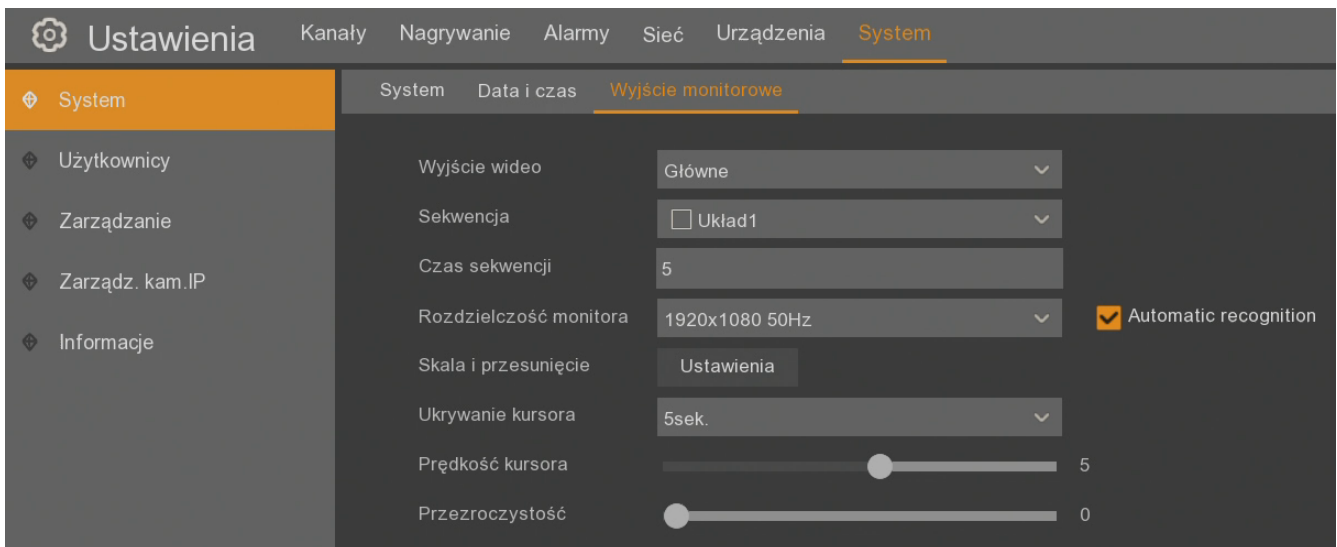 Ustawienia Kanały Nagrywanie Alarmy Sieć Urządzenia System
System System Data i czas Wyjście monitorowe
Użytkownicy
Zarządzanie
Zarządz. kam.IP
Informacje
Wyjście wideo Główne
Sekwencja Układ1
Czas sekwencji 5
Rozdzielczość monitora 1920x1080 50Hz Automatic recognition
Skala i przesunięcie Ustawienia
Ukrywanie kursora 5sek.
Prędkość kursora 5
Przezroczystość 0